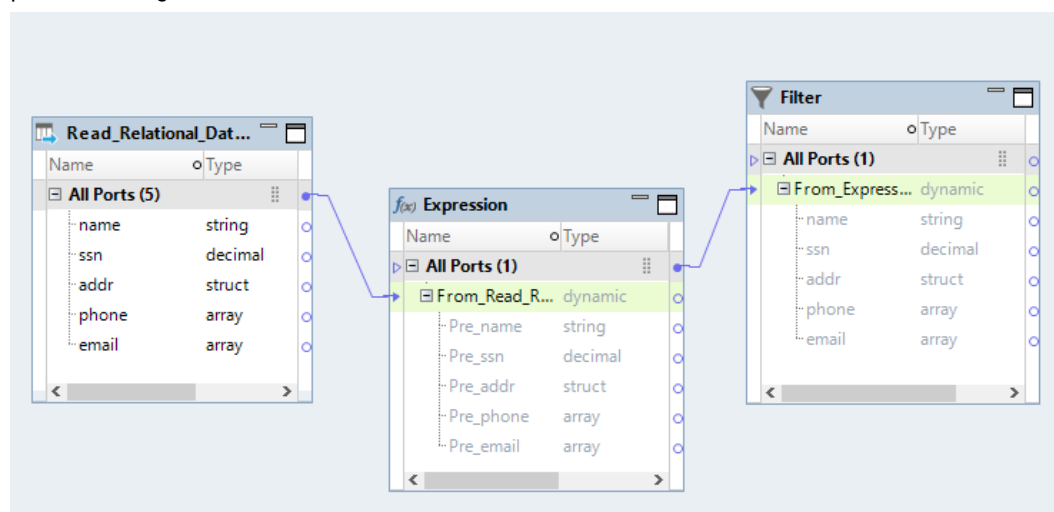 Read_Relational_Dat...
Name Type
All Ports (5)
name string
ssn decimal
addr struct
phone array
email array
f(x) Expression
Name Type
All Ports (1)
From_Read_R... dynamic
Pre_name string
Pre_ssn decimal
Pre_addr struct
Pre_phone array
Pre_email array
Filter
Name Type
All Ports (1)
From_Express... dynamic
name string
ssn decimal
addr struct
phone array
email array